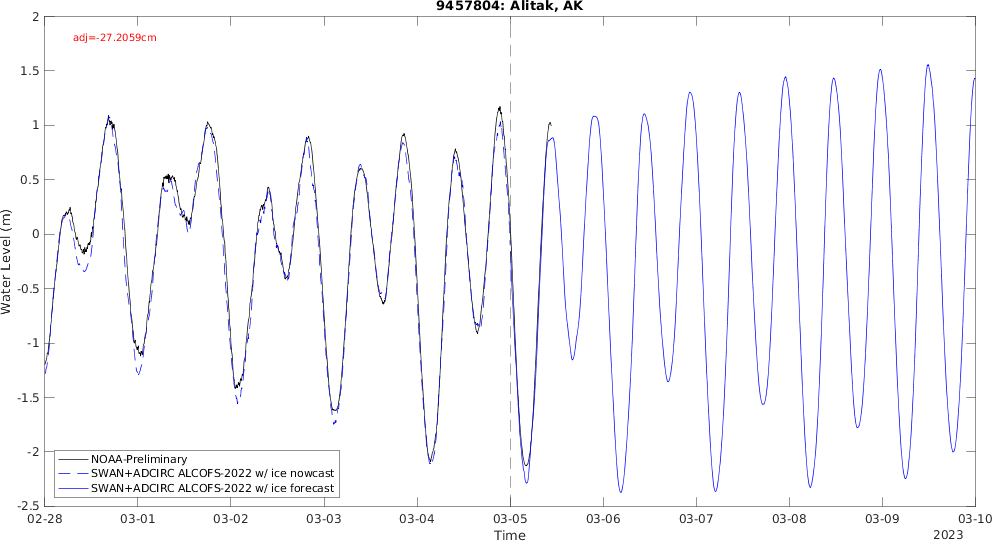 9457804: Alitak, AK
adj=-27.2059cm
2
1.5
1
0.5
0
-0.5
-1
-1.5
-2
-2.5
Water Level (m)
NOAA-Preliminary
SWAN+ADCIRC ALCOFS-2022 w/ ice nowcast
SWAN+ADCIRC ALCOFS-2022 w/ ice forecast
02-28 03-01 03-02 03-03 03-04 03-05 03-06 03-07 03-08 03-09 03-10
Time
2023